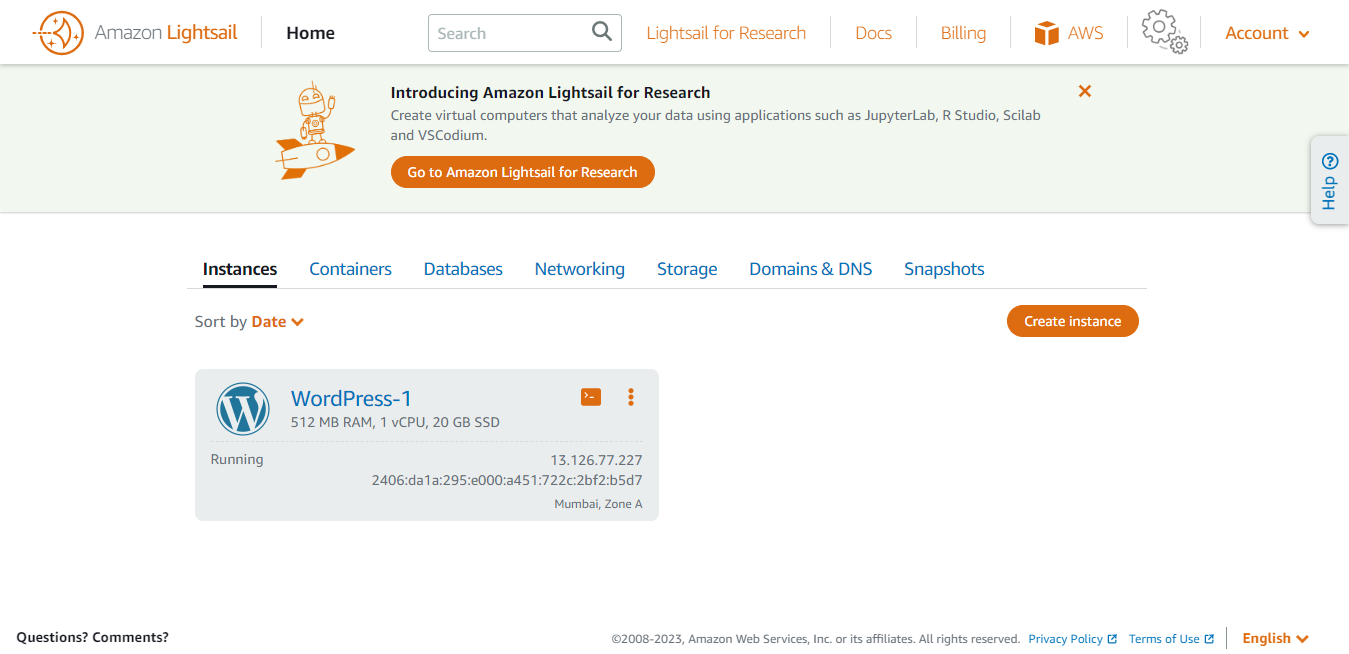 Amazon Lightsail
Home
Search
Lightsail for Research
Docs
Billing
AWS
Account
Introducing Amazon Lightsail for Research
Create virtual computers that analyze your data using applications such as JupyterLab, R Studio, Scilab
and VSCodium.
Go to Amazon Lightsail for Research
Help
Instances
Containers
Databases
Networking
Storage
Domains & DNS
Snapshots
Sort by Date
Create instance
WordPress-1
512 MB RAM, 1 vCPU, 20 GB SSD
Running
13.126.77.227
2406:da1a:295:e000:a451:722c:2bf2:b5d7
Mumbai, Zone A
Questions? Comments?
©2008-2023, Amazon Web Services, Inc. or its affiliates. All rights reserved.
Privacy Policy
Terms of Use
English